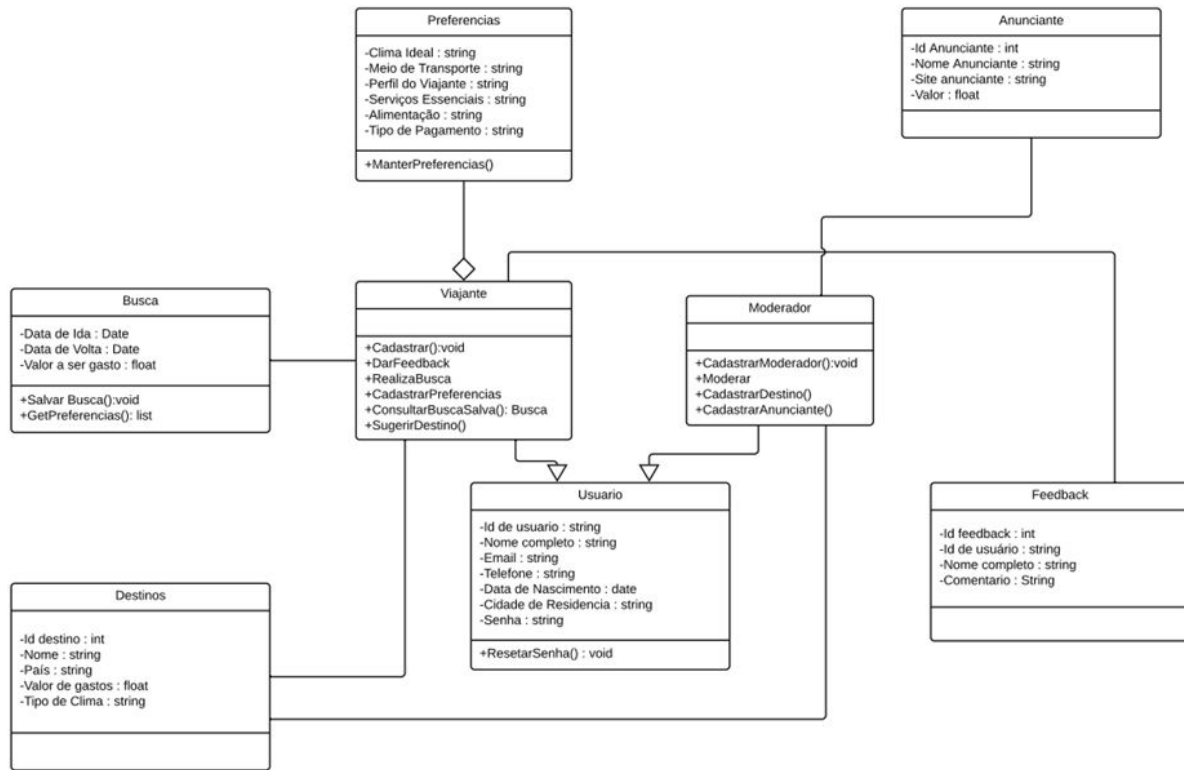 Preferencias
-Clima Ideal : string
-Meio de Transporte : string
-Perfil do Viajante : string
-Serviços Essenciais : string
-Alimentação : string
-Tipo de Pagamento : string
+ManterPreferencias()
Anunciante
-Id Anunciante : int
-Nome Anunciante : string
-Site anunciante : string
-Valor : float
Busca
-Data de Ida : Date
-Data de Volta : Date
-Valor a ser gasto : float
+Salvar Busca():void
+GetPreferencias(): list
Viajante
+Cadastrar():void
+DarFeedback
+RealizaBusca
+CadastrarPreferencias
+ConsultarBuscaSalva(): Busca
+SugerirDestino()
Moderador
+CadastrarModerador():void
+Moderar
+CadastrarDestino()
+CadastrarAnunciante()
Usuario
-Id de usuario : string
-Nome completo : string
-Email : string
-Telefone : string
-Data de Nascimento : date
-Cidade de Residencia : string
-Senha : string
+ResetarSenha() : void
Feedback
-Id feedback : int
-Id de usuário : string
-Nome completo : string
-Comentario : String
Destinos
-Id destino : int
-Nome : string
-País : string
-Valor de gastos : float
-Tipo de Clima : string